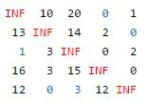 INF 10 20 0 1
13 INF 14 2 0
1 3 INF 0 2
16 3 15 INF 0
12 0 3 12 INF